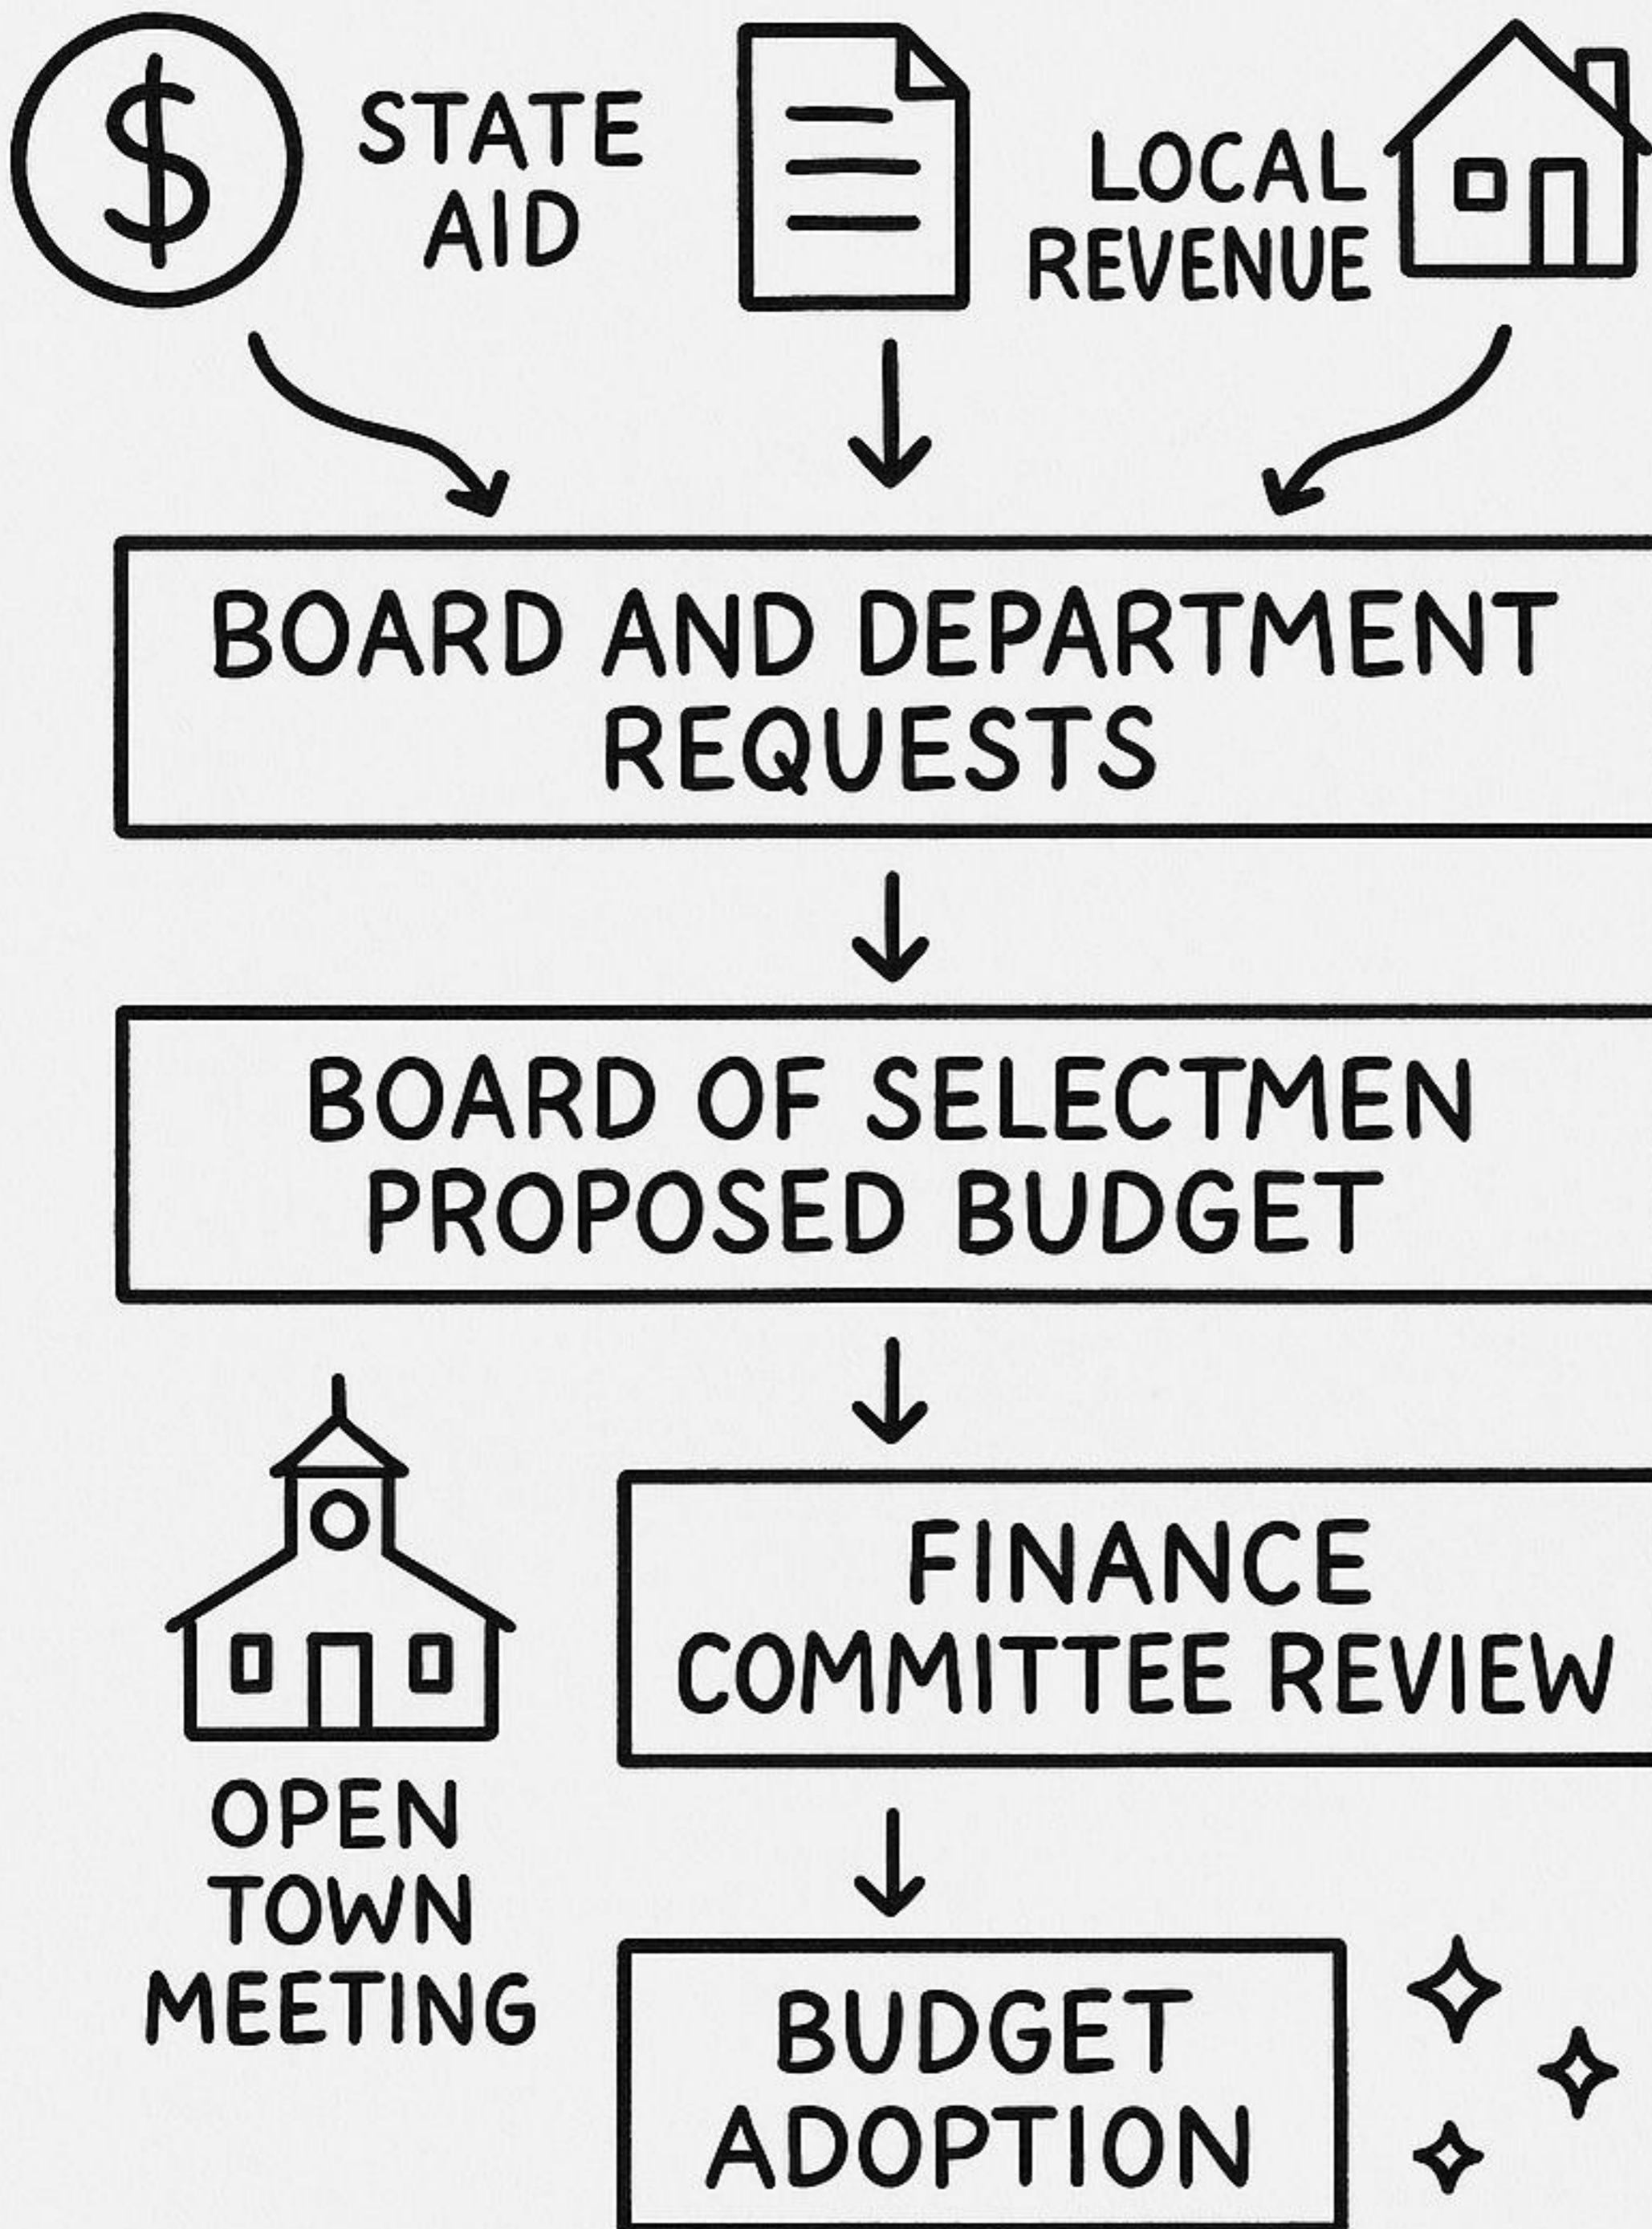 $
STATE
AID
LOCAL
REVENUE
BOARD AND DEPARTMENT
REQUESTS
BOARD OF SELECTMEN
PROPOSED BUDGET
FINANCE
COMMITTEE REVIEW
OPEN
TOWN
MEETING
BUDGET
ADOPTION